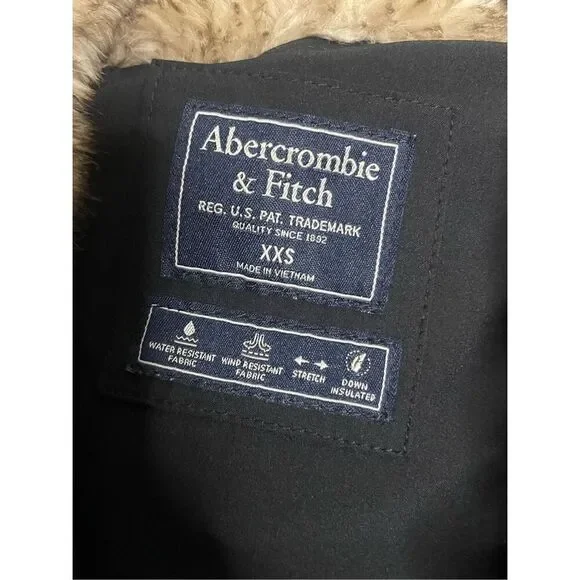 Abercrombie
& Fitch
REG. U.S. PAT. TRADEMARK
QUALITY SINCE 1892
XXS
MADE IN VIETNAM
WATER RESISTANT
FABRIC
WIND RESISTANT
FABRIC
STRETCH
DOWN
INSULATED